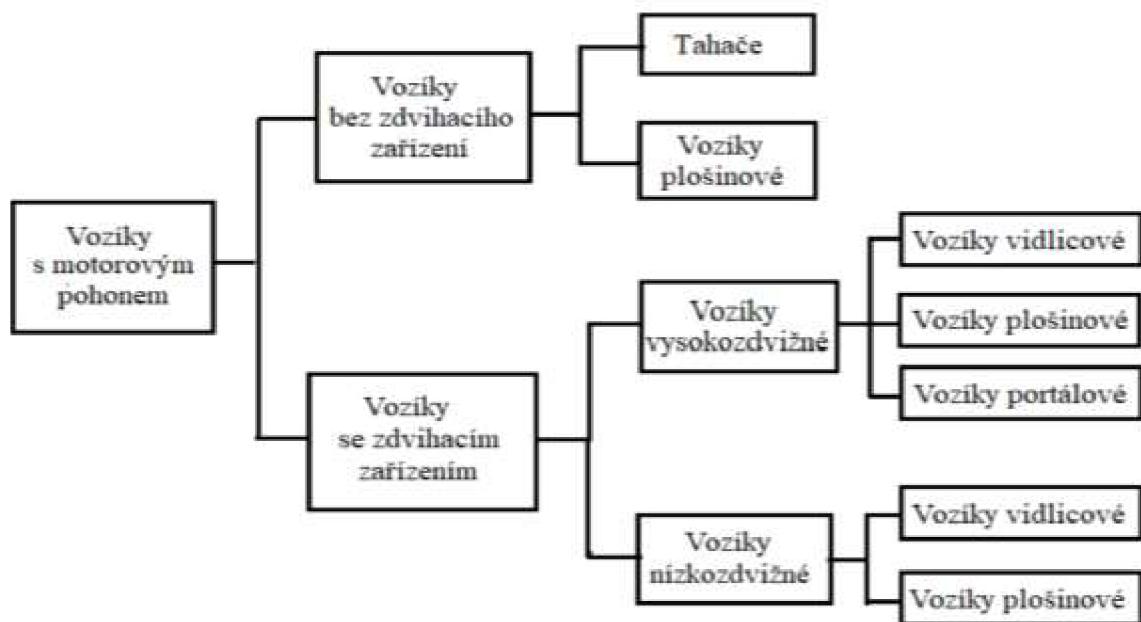 Vozíky
s motorovým
pohonem
Vozíky
bez zdvihacího
zařízení
Tahače
Vozíky
plošinové
Vozíky
se zdvihacím
zařízením
Vozíky
vysokozdvižné
Vozíky vidlicové
Vozíky plošinové
Vozíky portálové
Vozíky
nízkozdvižné
Vozíky vidlicové
Vozíky plošinové